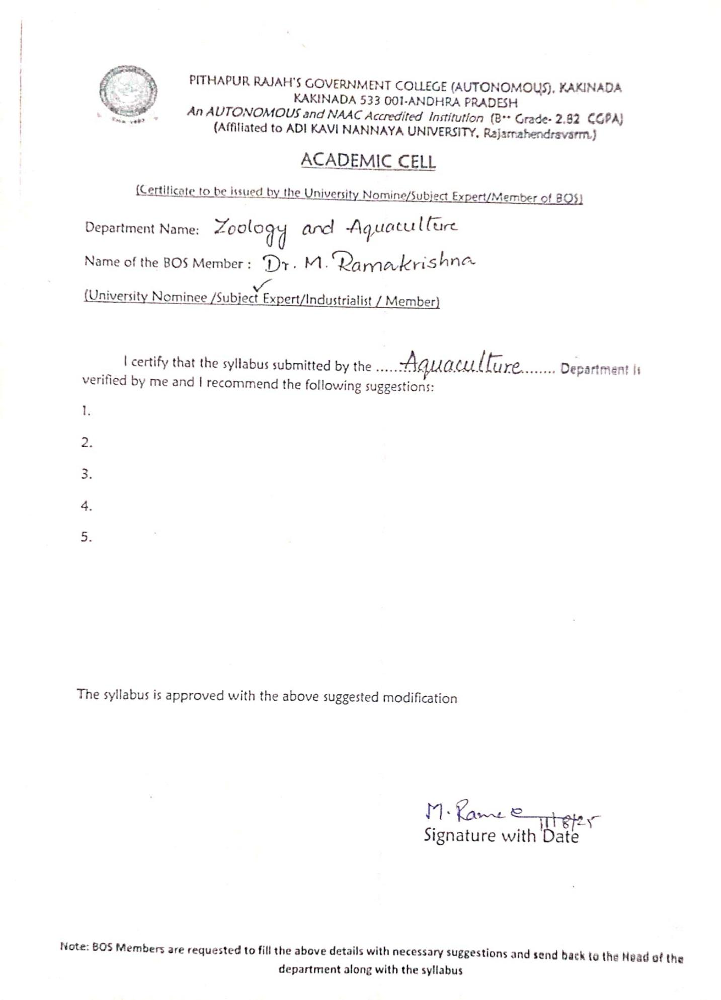 PITHAPUR RAJAH'S GOVERNMENT COLLEGE (AUTONOMOUS), KAKINADA
KAKINADA 533 001-ANDHRA PRADESH
An AUTONOMOUS and NAAC Accredited Institution (B++ Grade- 2.82 CGPA)
(Affiliated to ADI KAVI NANNAYA UNIVERSITY, Rajamahendravarm.)
ACADEMIC CELL
(Certificate to be issued by the University Nomine/Subject Expert/Member of BOS)
Department Name: Zoology and Aquaculture
Name of the BOS Member : Dr. M. Ramakrishna
(University Nominee /Subject ✓ Expert/Industrialist / Member)
I certify that the syllabus submitted by the ......Aquaculture........ Department is
verified by me and I recommend the following suggestions:
1.
2.
3.
4.
5.
The syllabus is approved with the above suggested modification
M. Rama 11/8/25
Signature with Date
Note: BOS Members are requested to fill the above details with necessary suggestions and send back to the Head of the
department along with the syllabus